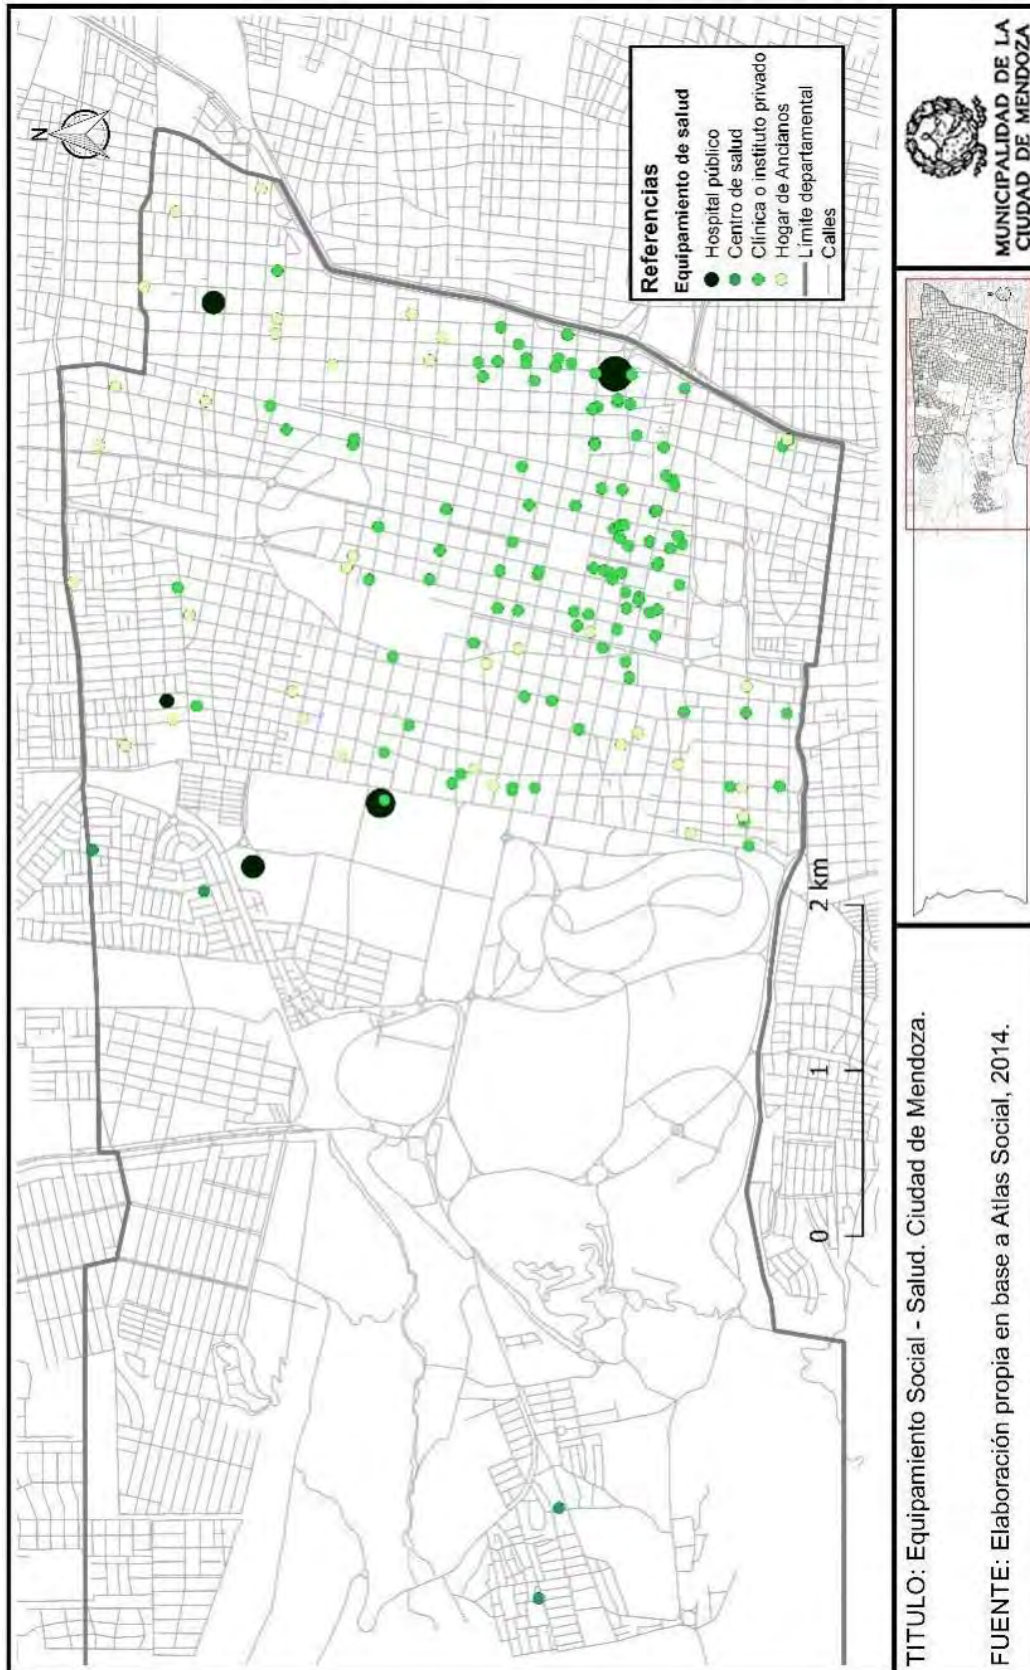 N
Referencias
Equipamiento de salud
Hospital público
Centro de salud
Clínica o instituto privado
Hogar de Ancianos
Límite departamental
Calles
0
1
2 km
TITULO: Equipamiento Social - Salud. Ciudad de Mendoza.
FUENTE: Elaboración propia en base a Atlas Social, 2014.
MUNICIPALIDAD DE LA
CIUDAD DE MENDOZA